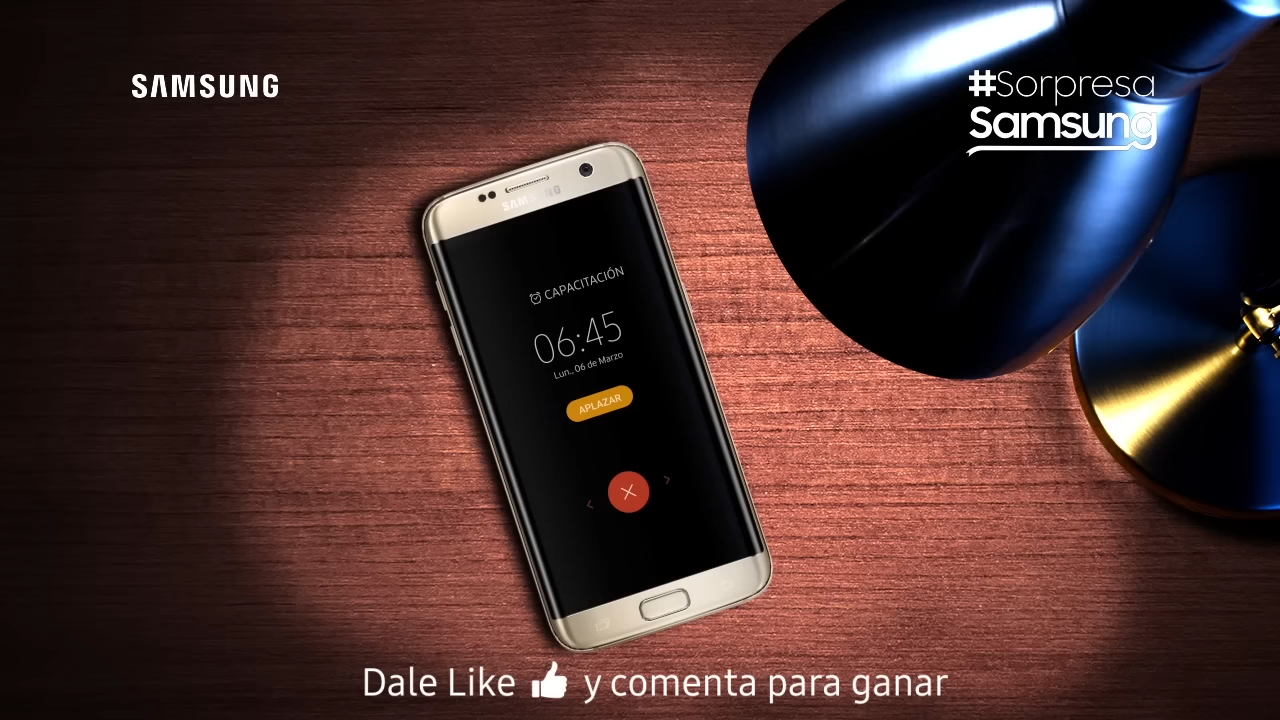 SAMSUNG
#Sorpresa
Samsung
SAMSUNG
CAPACITACIÓN
06:45
Lun., 06 de Marzo
APLAZAR
Dale Like y comenta para ganar